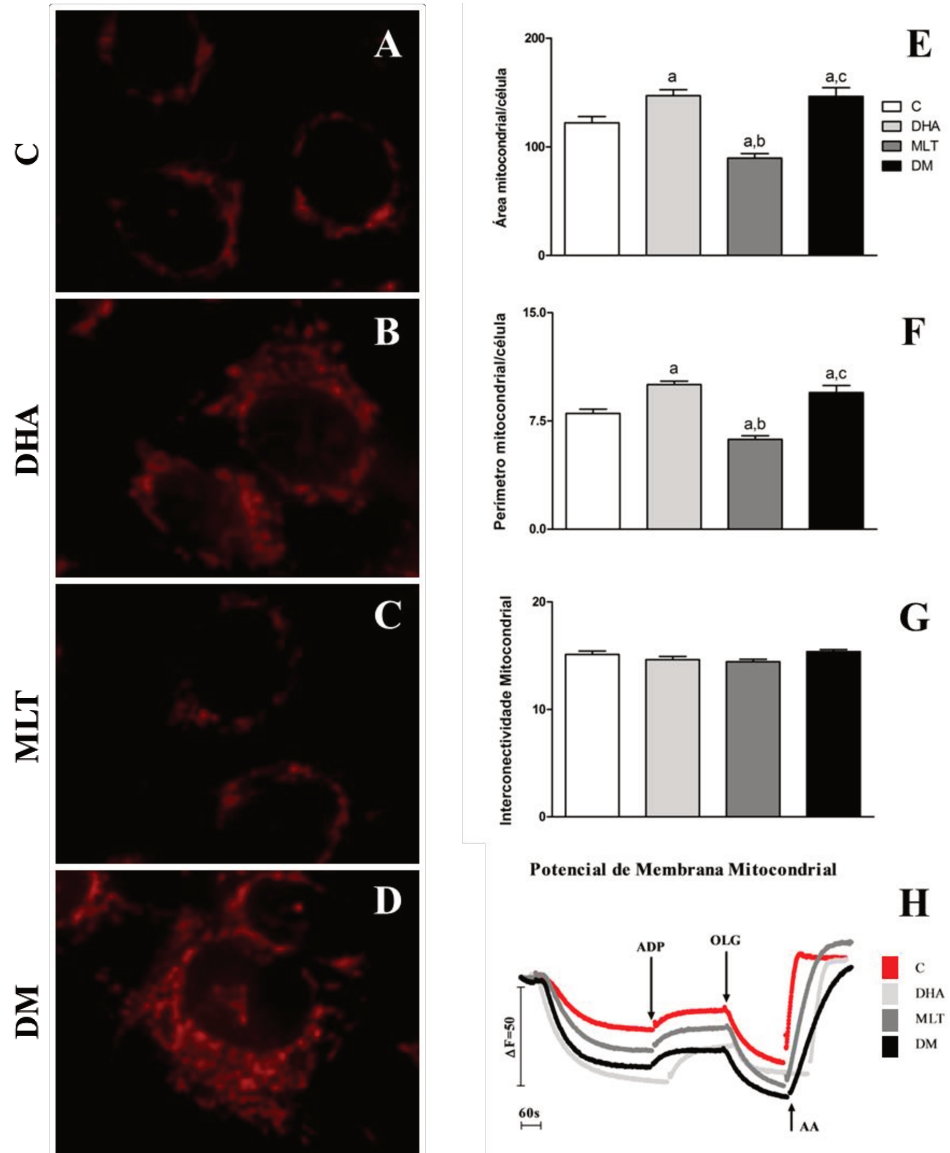 C
A
DHA
B
MLT
C
DM
D
E
200
100
0
Área mitocondrial/célula
a
a,b
a,c
C
DHA
MLT
DM
F
15.0
7.5
0.0
Perímetro mitocondrial/célula
a
a,b
a,c
G
20
10
0
Interconectividade Mitocondrial
Potencial de Membrana Mitocondrial
H
ADP
OLG
C
DHA
MLT
DM
ΔF=50
60s
AA